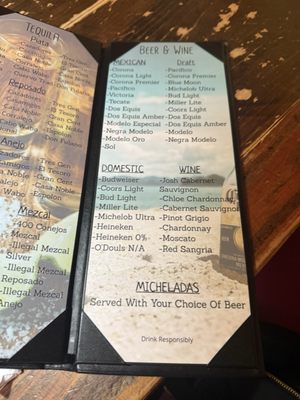 TEQUILA
Plata
Reposado
Añejo
Mezcal
-400 Conejos
-Illegal Mezcal
Silver
-Illegal Mezcal
Reposado
-Illegal Mezcal
Anejo
BEER & WINE
MEXICAN
-Corona
-Corona Light
-Corona Premier
-Pacifico
-Victoria
-Tecate
-Dos Equis
-Dos Equis Amber
-Modelo Especial
-Negra Modelo
-Modelo Oro
-Sol
Draft
-Pacifico
-Corona Premier
-Blue Moon
-Michelob Ultra
-Bud Light
-Miller Lite
-Coors Light
-Dos Equis Amber
-Dos Equis
-Modelo
-Negra Modelo
DOMESTIC
-Budweiser
-Coors Light
-Bud Light
-Miller Lite
-Michelob Ultra
-Heineken
-Heineken 0%
-O'Douls N/A
WINE
-Josh Cabernet
Sauvignon
-Chloe Chardonnay
-Cabernet Sauvignon
-Pinot Grigio
-Chardonnay
-Moscato
-Red Sangria
MICHELADAS
Served With Your Choice Of Beer
Drink Responsibly